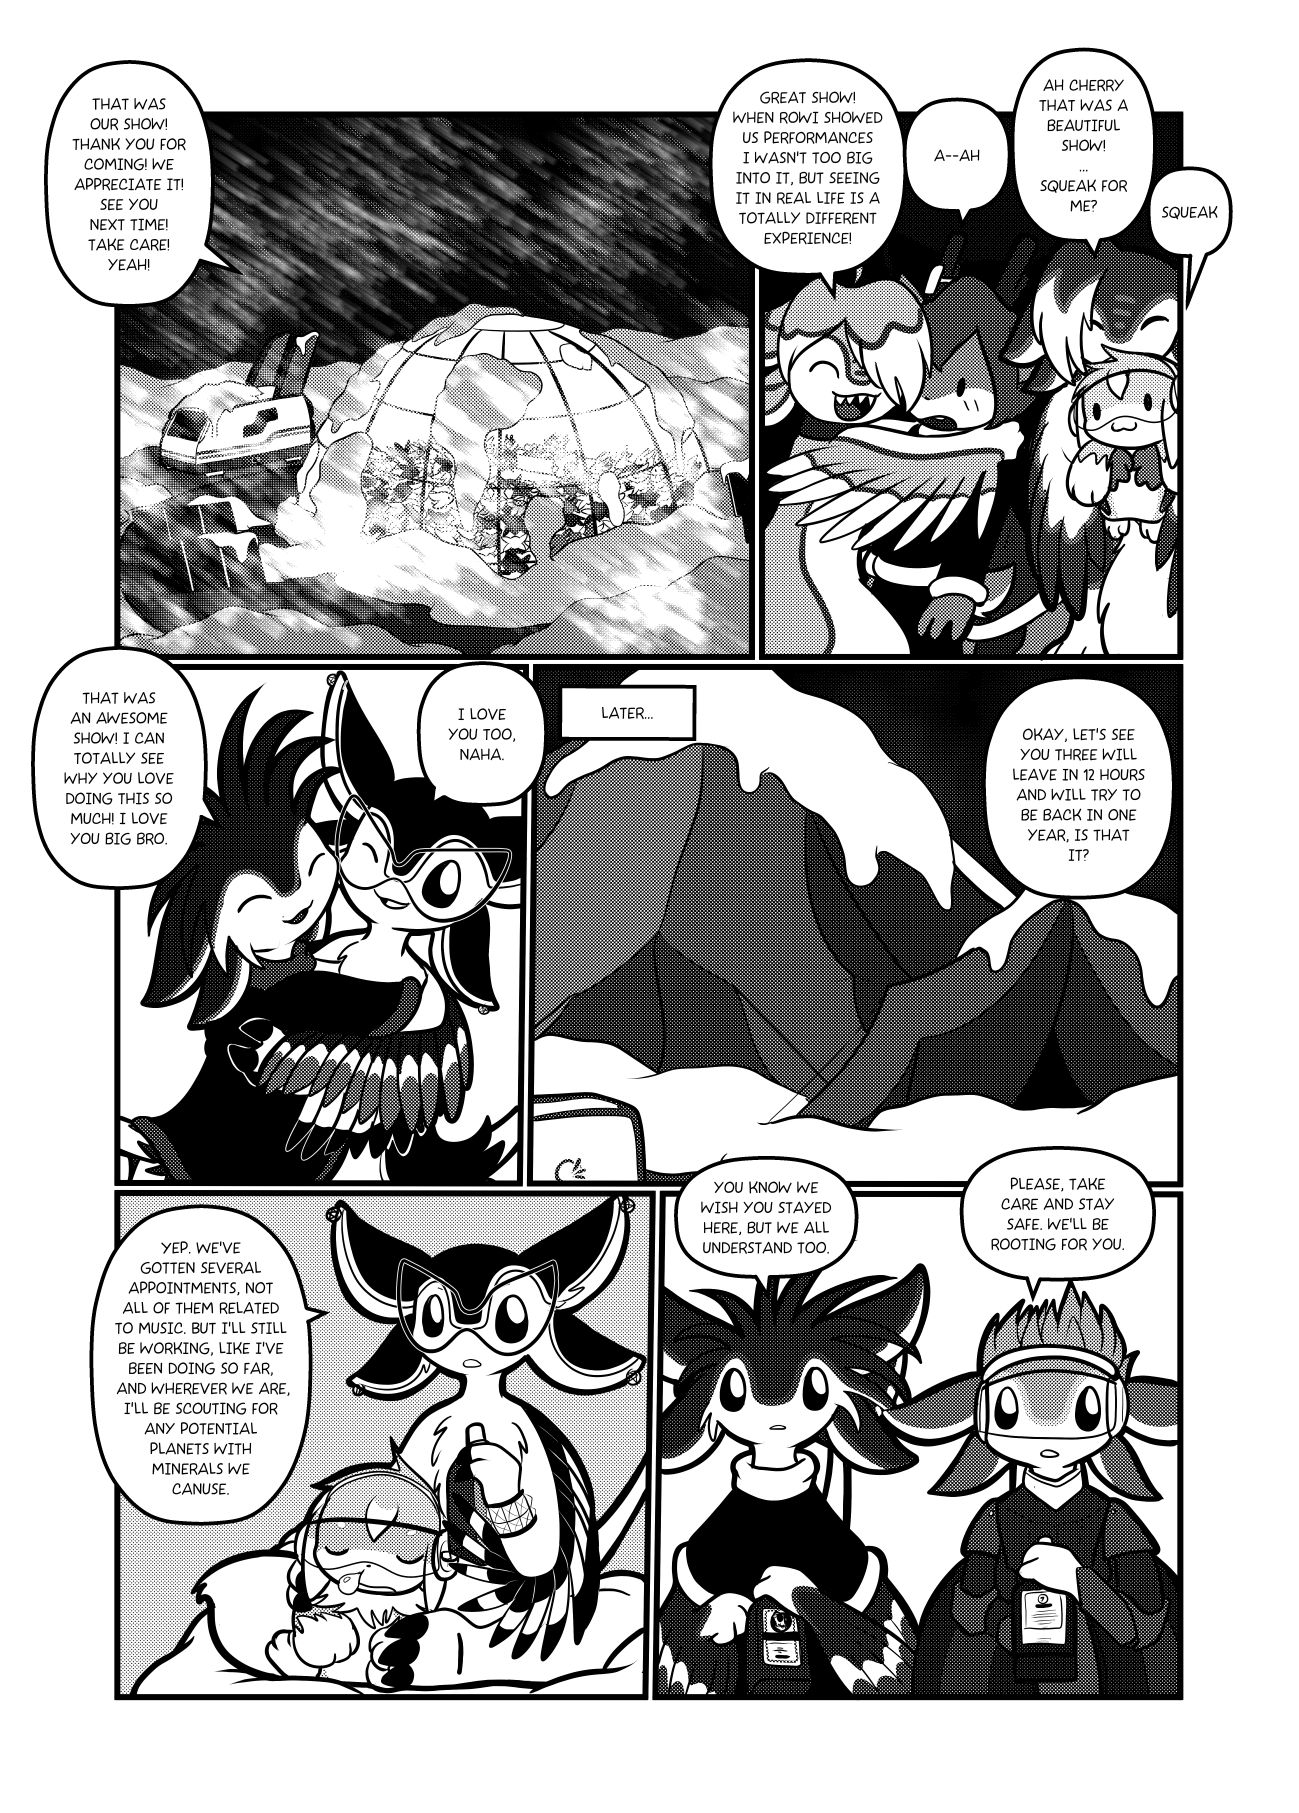 THAT WAS
OUR SHOW!
THANK YOU FOR
COMING! WE
APPRECIATE IT!
SEE YOU
NEXT TIME!
TAKE CARE!
YEAH!
GREAT SHOW!
WHEN ROWI SHOWED
US PERFORMANCES
I WASN'T TOO BIG
INTO IT, BUT SEEING
IT IN REAL LIFE IS A
TOTALLY DIFFERENT
EXPERIENCE!
A--AH
AH CHERRY
THAT WAS A
BEAUTIFUL
SHOW!
...
SQUEAK FOR
ME?
SQUEAK
THAT WAS
AN AWESOME
SHOW! I CAN
TOTALLY SEE
WHY YOU LOVE
DOING THIS SO
MUCH! I LOVE
YOU BIG BRO.
I LOVE
YOU TOO,
NAHA.
LATER...
OKAY, LET'S SEE
YOU THREE WILL
LEAVE IN 12 HOURS
AND WILL TRY TO
BE BACK IN ONE
YEAR, IS THAT
IT?
YEP. WE'VE
GOTTEN SEVERAL
APPOINTMENTS, NOT
ALL OF THEM RELATED
TO MUSIC. BUT I'LL STILL
BE WORKING, LIKE I'VE
BEEN DOING SO FAR,
AND WHEREVER WE ARE,
I'LL BE SCOUTING FOR
ANY POTENTIAL
PLANETS WITH
MINERALS WE
CANUSE.
YOU KNOW WE
WISH YOU STAYED
HERE, BUT WE ALL
UNDERSTAND TOO.
PLEASE, TAKE
CARE AND STAY
SAFE. WE'LL BE
ROOTING FOR YOU.